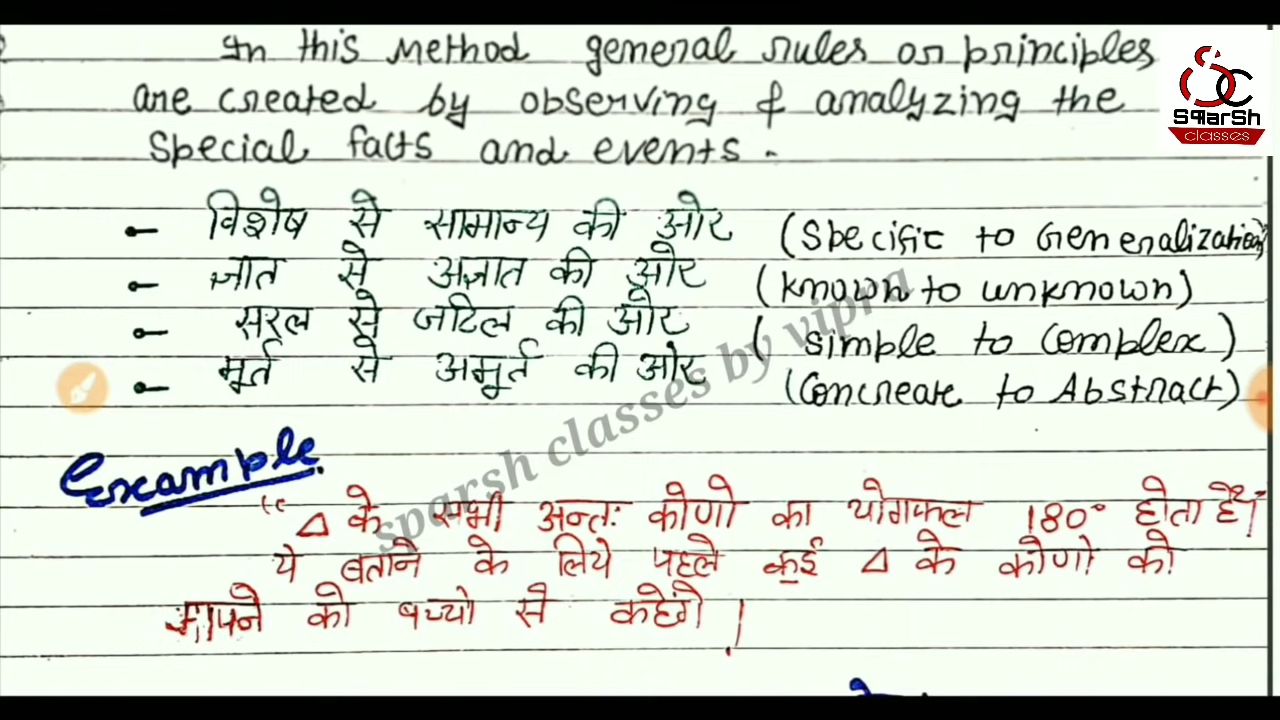 In this Method general rules or principles
are created by observing & analyzing the
Special facts and events.
- विशेष से सामान्य की ओर (Specific to Generalization)
- ज्ञात से अज्ञात की ओर (Known to unknown)
- सरल से जटिल की ओर (Simple to Complex)
- मूर्त से अमूर्त की ओर (Concreate to Abstract)
Example
“ Δ के सभी अन्तः कोणो का योगफल 180° होता है।
ये बताने के लिये पहले कुई Δ के कोणो को
मापने को बच्चो से कहेंगे।
SC
Sपarsh
classes
sparsh classes by vipra